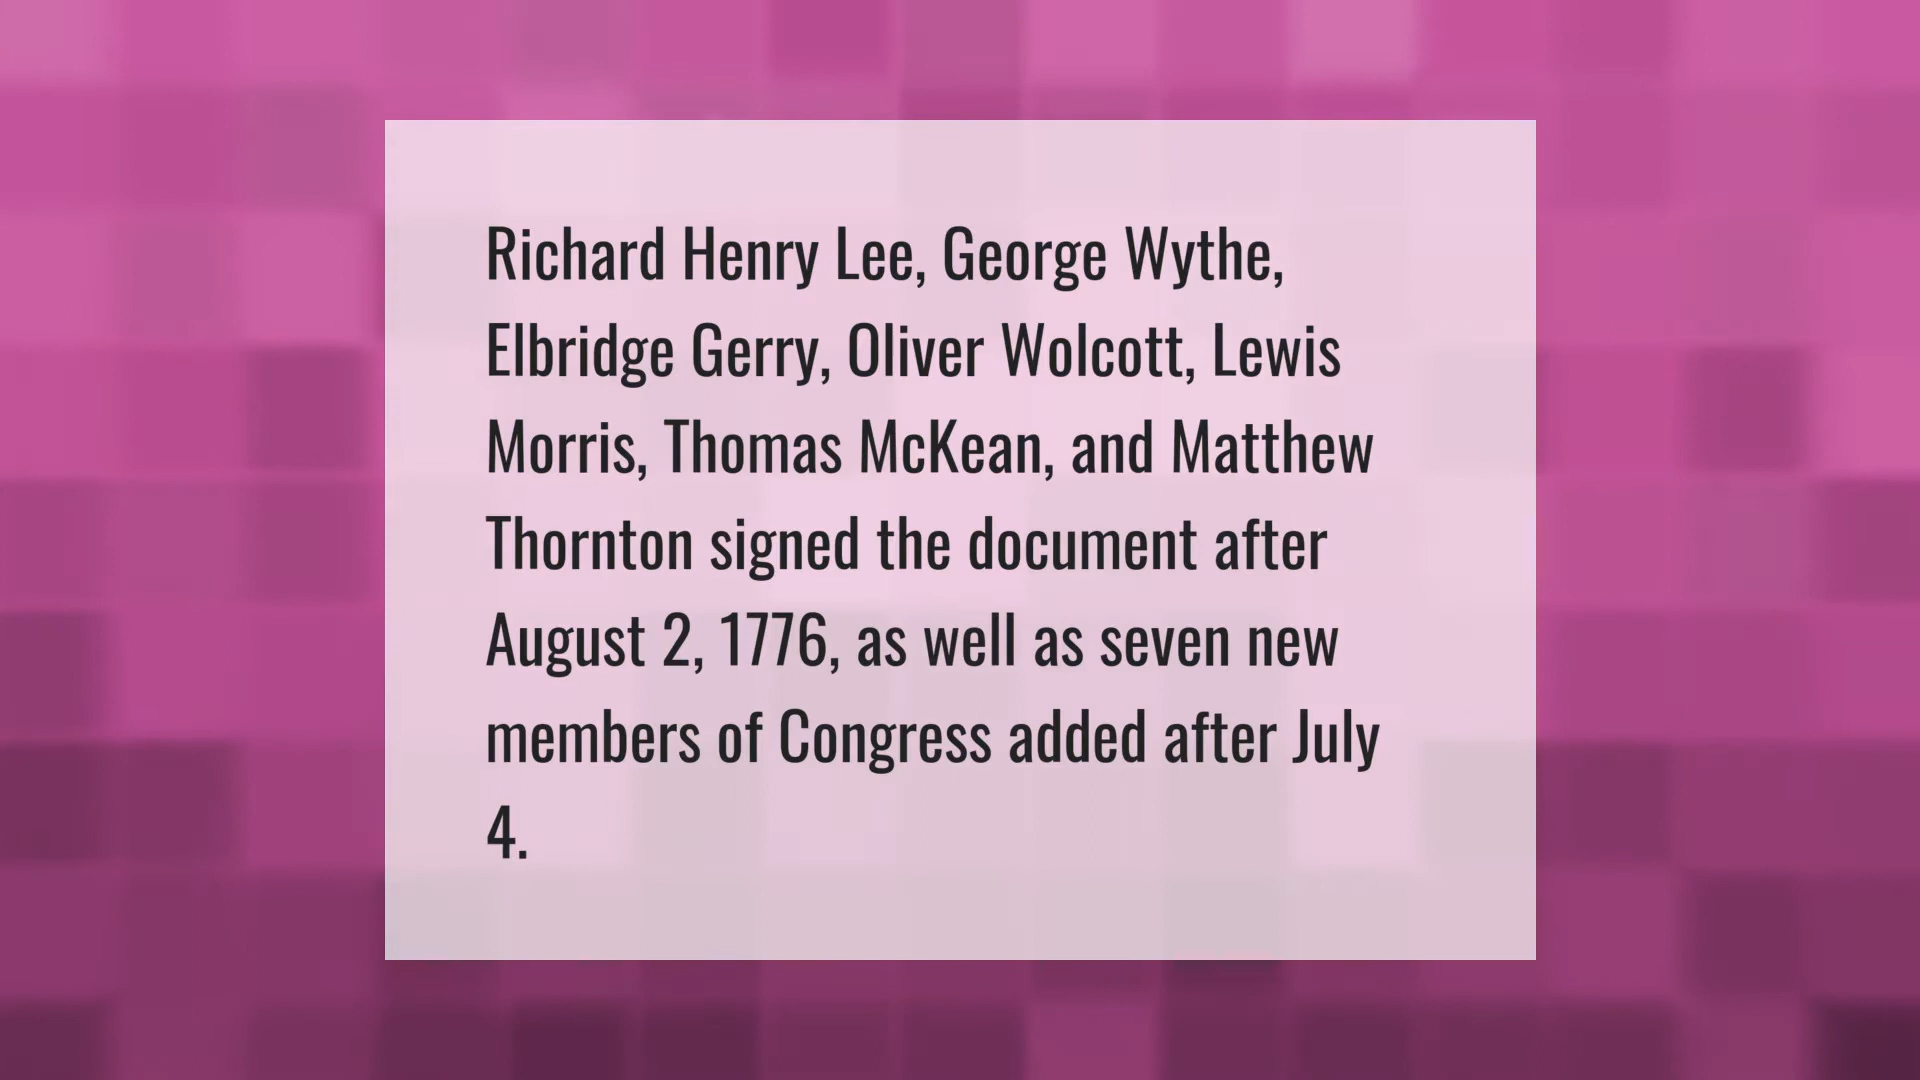 Richard Henry Lee, George Wythe,
Elbridge Gerry, Oliver Wolcott, Lewis
Morris, Thomas McKean, and Matthew
Thornton signed the document after
August 2, 1776, as well as seven new
members of Congress added after July
4.